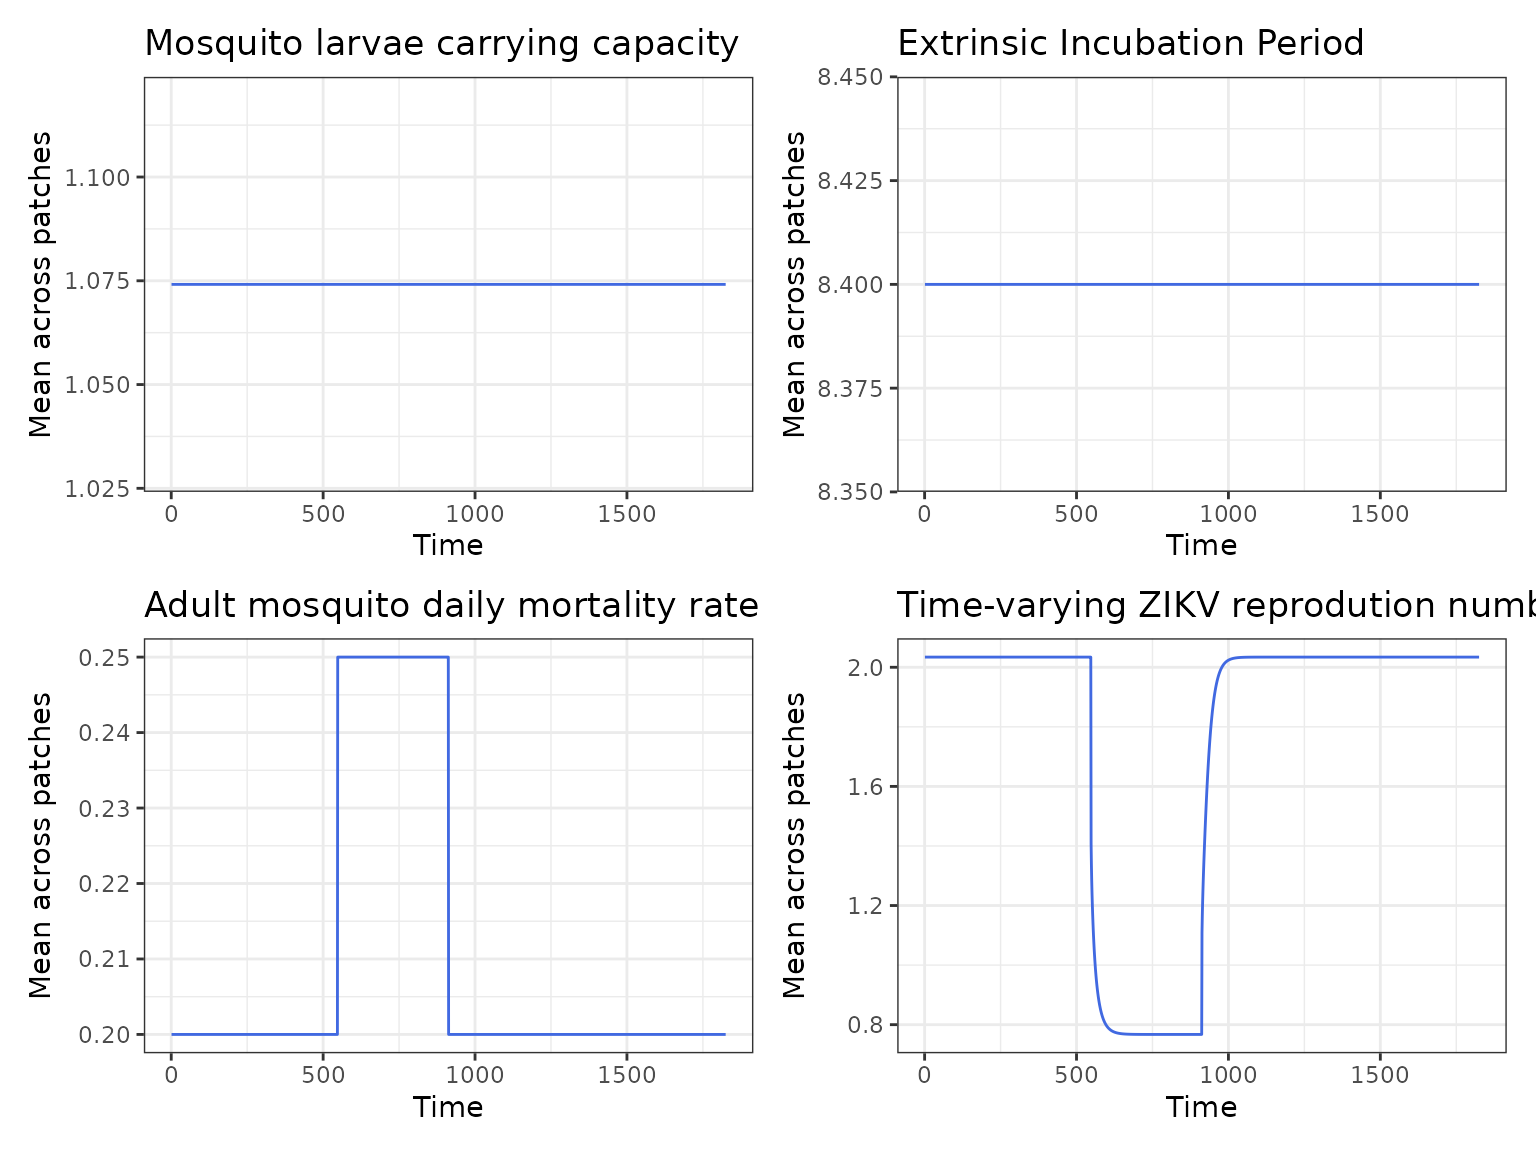 Mosquito larvae carrying capacity
Mean across patches
1.100
1.075
1.050
1.025
0 500 1000 1500
Time
Extrinsic Incubation Period
Mean across patches
8.450
8.425
8.400
8.375
8.350
0 500 1000 1500
Time
Adult mosquito daily mortality rate
Mean across patches
0.25
0.24
0.23
0.22
0.21
0.20
0 500 1000 1500
Time
Time-varying ZIKV reprodution numb
Mean across patches
2.0
1.6
1.2
0.8
0 500 1000 1500
Time